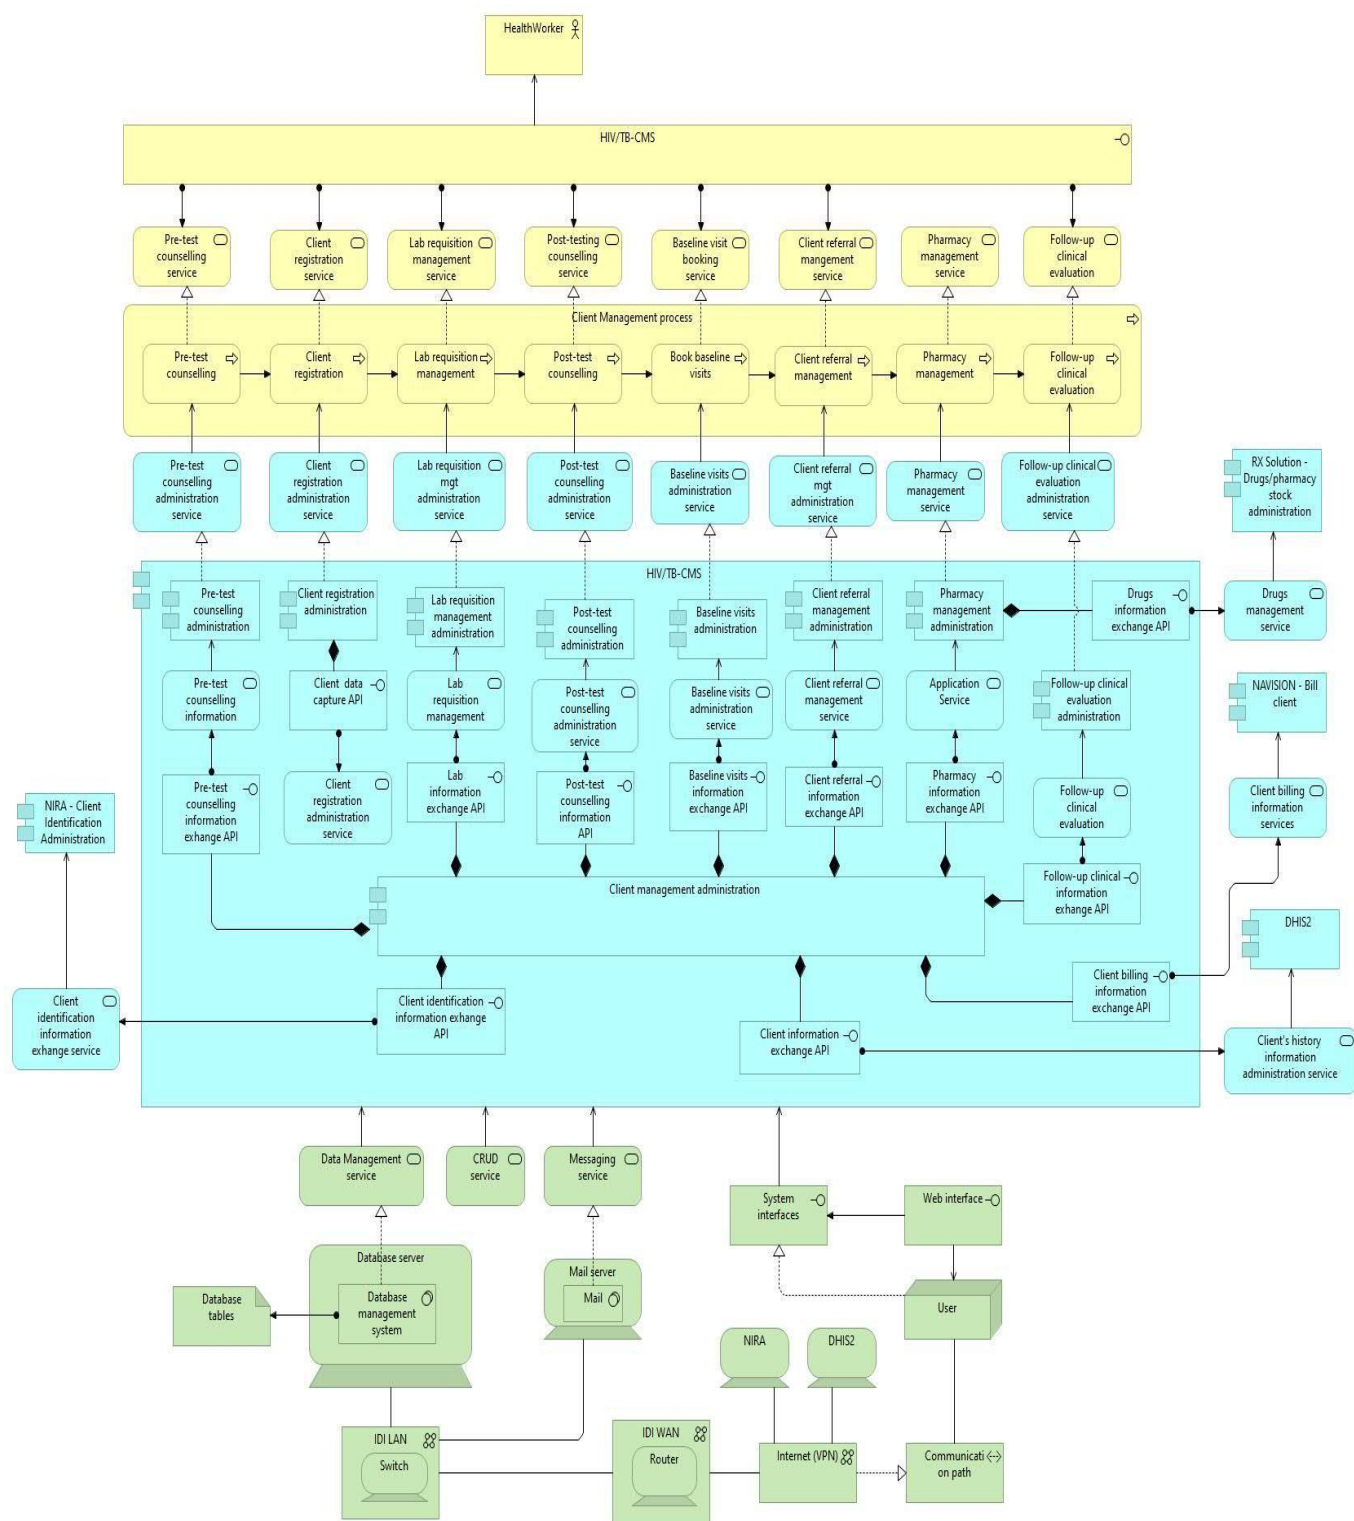 HealthWorker
HIV/TB-CMS
Pre-test
counselling
service
Client
registration
service
Lab requisition
management
service
Post-testing
counselling
service
Baseline visit
booking
service
Client referral
mangement
service
Pharmacy
management
service
Follow-up
clinical
evaluation
Client Management process
Pre-test
counselling
Client
registration
Lab requisition
management
Post-test
counselling
Book baseline
visits
Client referral
management
Pharmacy
management
Follow-up
clinical
evaluation
Pre-test
counselling
administration
service
Client
registration
administration
service
Lab requisition
mgt
administration
service
Post-test
counselling
administration
service
Baseline visits
administration
service
Client referral
mgt
administration
service
Pharmacy
management
service
Follow-up clinical
evaluation
administration
service
RX Solution -
Drugs/pharmacy
stock
administration
HIV/TB-CMS
Pre-test
counselling
administration
Client registration
administration
Lab requisition
management
administration
Post-test
counselling
administration
Baseline visits
administration
Client referral
management
administration
Pharmacy
management
administration
Drugs
information
exchange API
Drugs
management
service
Pre-test
counselling
information
Client data
capture API
Lab
requisition
management
Post-test
counselling
administration
service
Baseline visits
administration
service
Client referral
management
service
Application
Service
Follow-up clinical
evaluation
administration
NAVISION - Bill
client
NIRA - Client
Identification
Administration
Pre-test
counselling
information
exhange API
Client
registration
administration
service
Lab
information
exchange API
Post-test
counselling
information
API
Baseline visits
information
exchange API
Client referral
information
exchange API
Pharmacy
information
exchange API
Follow-up
clinical
evaluation
Client billing
information
services
Client management administration
Follow-up clinical
information
exhange API
DHIS2
Client
identification
information
exhange service
Client identification
information exhange
API
Client information
exchange API
Client billing
information
exchange API
Client's history
information
administration service
Data Management
service
CRUD
service
Messaging
service
System
interfaces
Web interface
Database server
Database
management
system
Database
tables
Mail server
Mail
User
NIRA
DHIS2
IDI LAN
Switch
IDI WAN
Router
Internet (VPN)
Communicati
on path